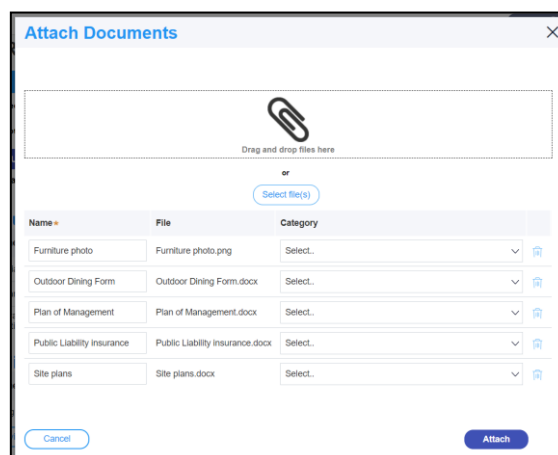 Attach Documents
Drag and drop files here
or
Select file(s)
Name* File Category
Furniture photo Furniture photo.png Select..
Outdoor Dining Form Outdoor Dining Form.docx Select..
Plan of Management Plan of Management.docx Select..
Public Liability insurance Public Liability insurance.docx Select..
Site plans Site plans.docx Select..
Cancel Attach